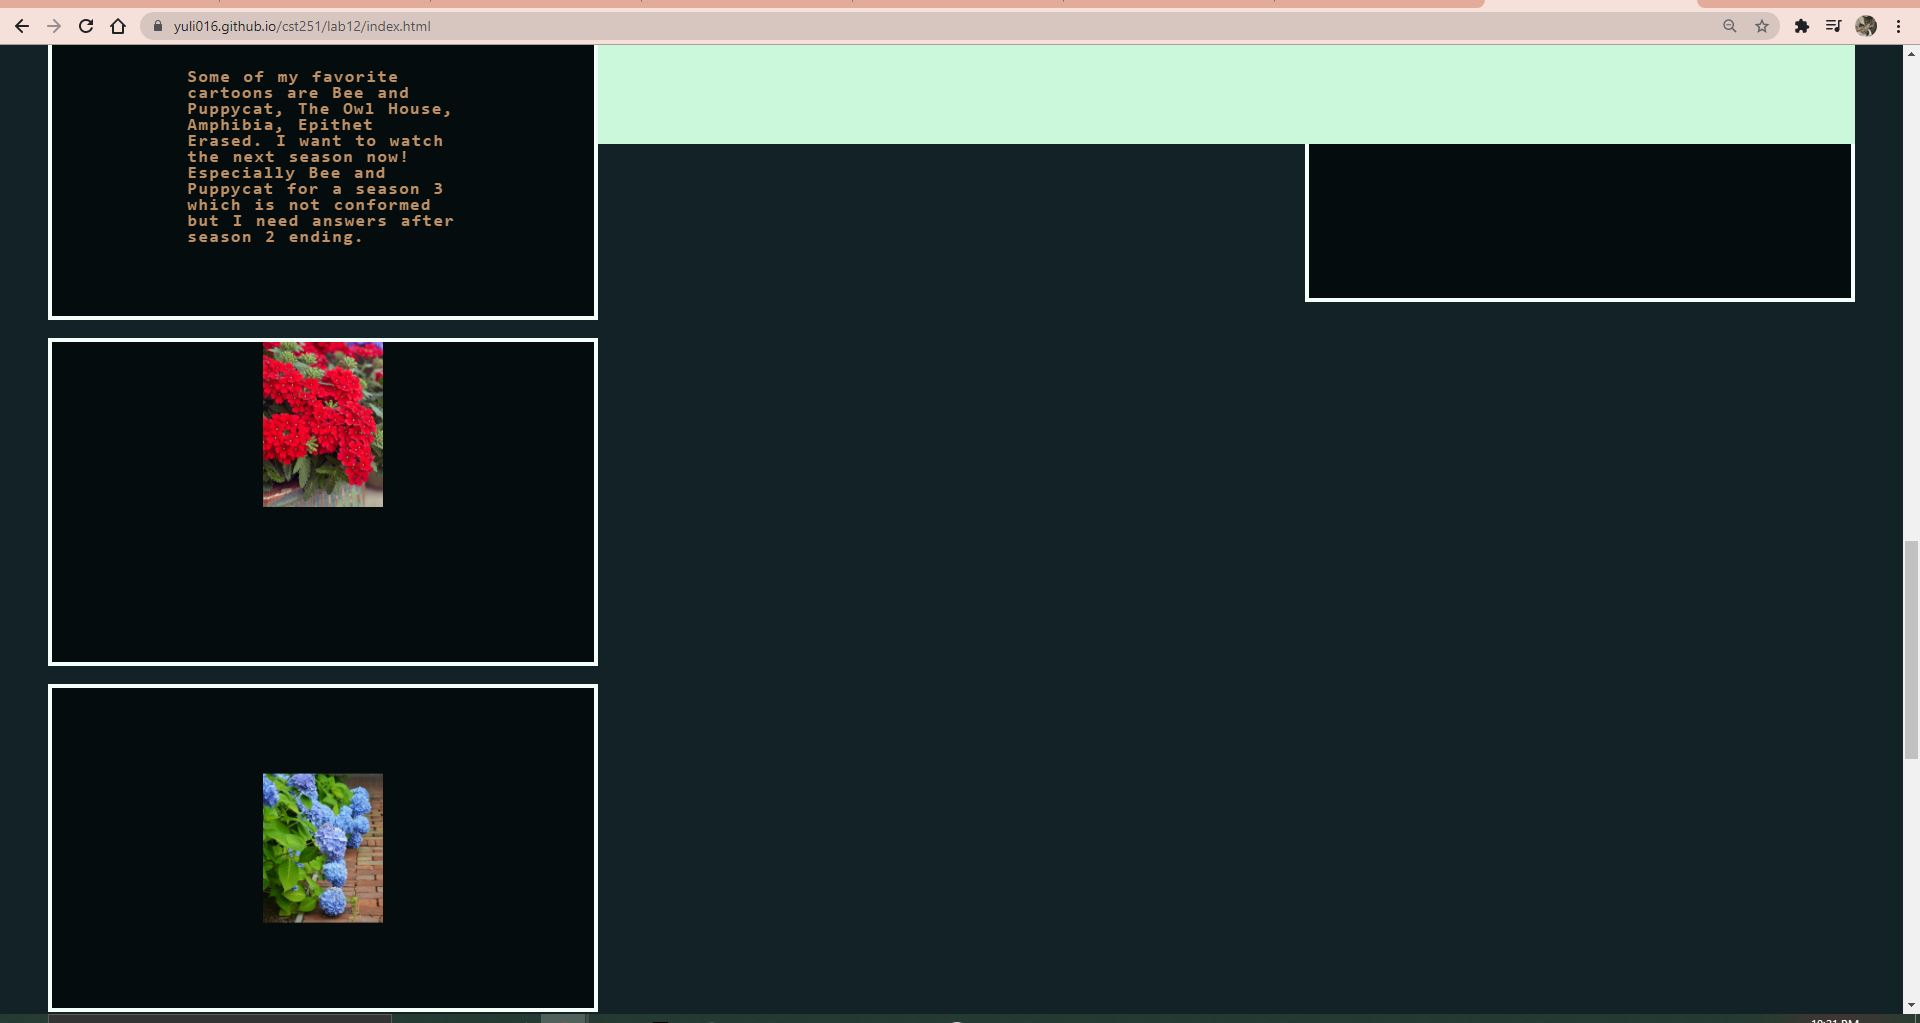 yuli016.github.io/cst251/lab12/index.html
Some of my favorite
cartoons are Bee and
Puppycat, The Owl House,
Amphibia, Epithet
Erased. I want to watch
the next season now!
Especially Bee and
Puppycat for a season 3
which is not conformed
but I need answers after
season 2 ending.